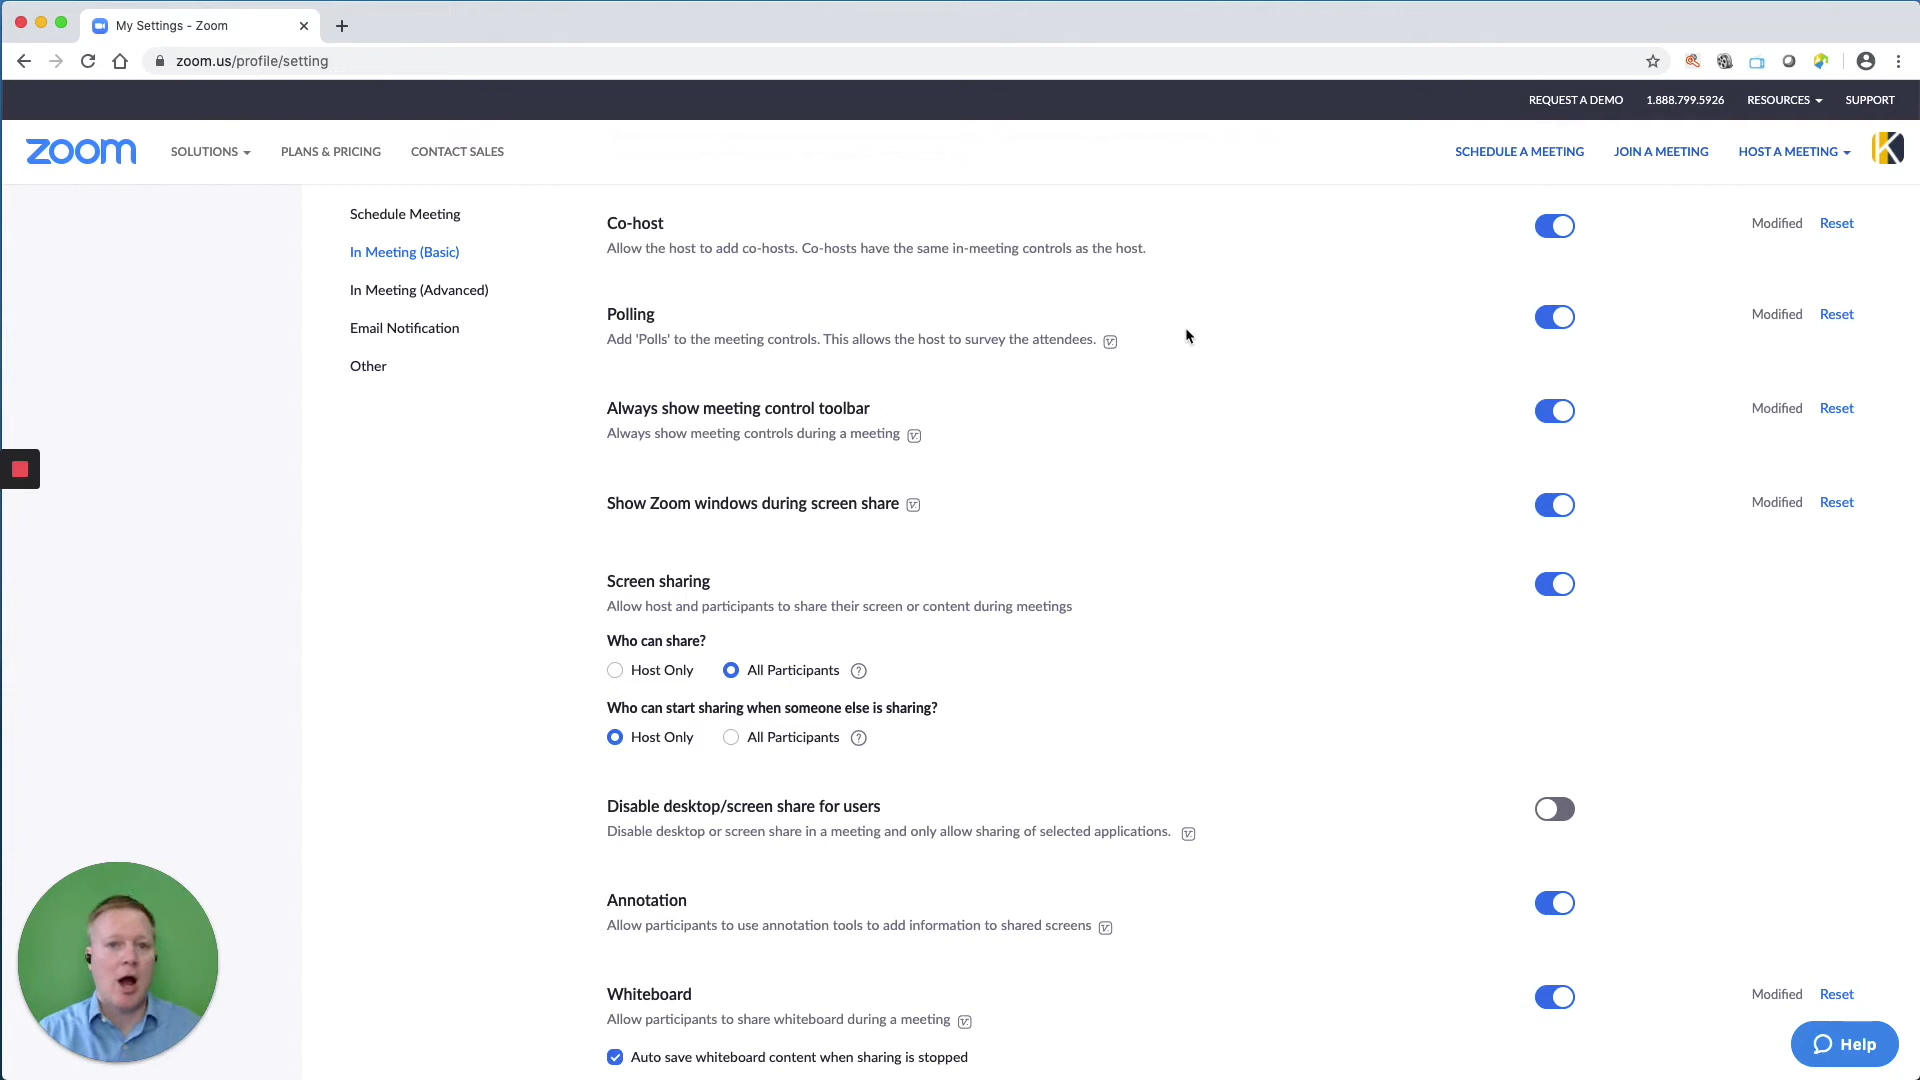 My Settings - Zoom
zoom.us/profile/setting
REQUEST A DEMO 1.888.799.5926 RESOURCES SUPPORT
zoom SOLUTIONS PLANS & PRICING CONTACT SALES SCHEDULE A MEETING JOIN A MEETING HOST A MEETING K
Schedule Meeting
In Meeting (Basic)
In Meeting (Advanced)
Email Notification
Other
Co-host Modified Reset
Allow the host to add co-hosts. Co-hosts have the same in-meeting controls as the host.
Polling Modified Reset
Add 'Polls' to the meeting controls. This allows the host to survey the attendees.
Always show meeting control toolbar Modified Reset
Always show meeting controls during a meeting
Show Zoom windows during screen share Modified Reset
Screen sharing
Allow host and participants to share their screen or content during meetings
Who can share?
Host Only All Participants ?
Who can start sharing when someone else is sharing?
Host Only All Participants ?
Disable desktop/screen share for users
Disable desktop or screen share in a meeting and only allow sharing of selected applications.
Annotation
Allow participants to use annotation tools to add information to shared screens
Whiteboard Modified Reset
Allow participants to share whiteboard during a meeting
Auto save whiteboard content when sharing is stopped
Help